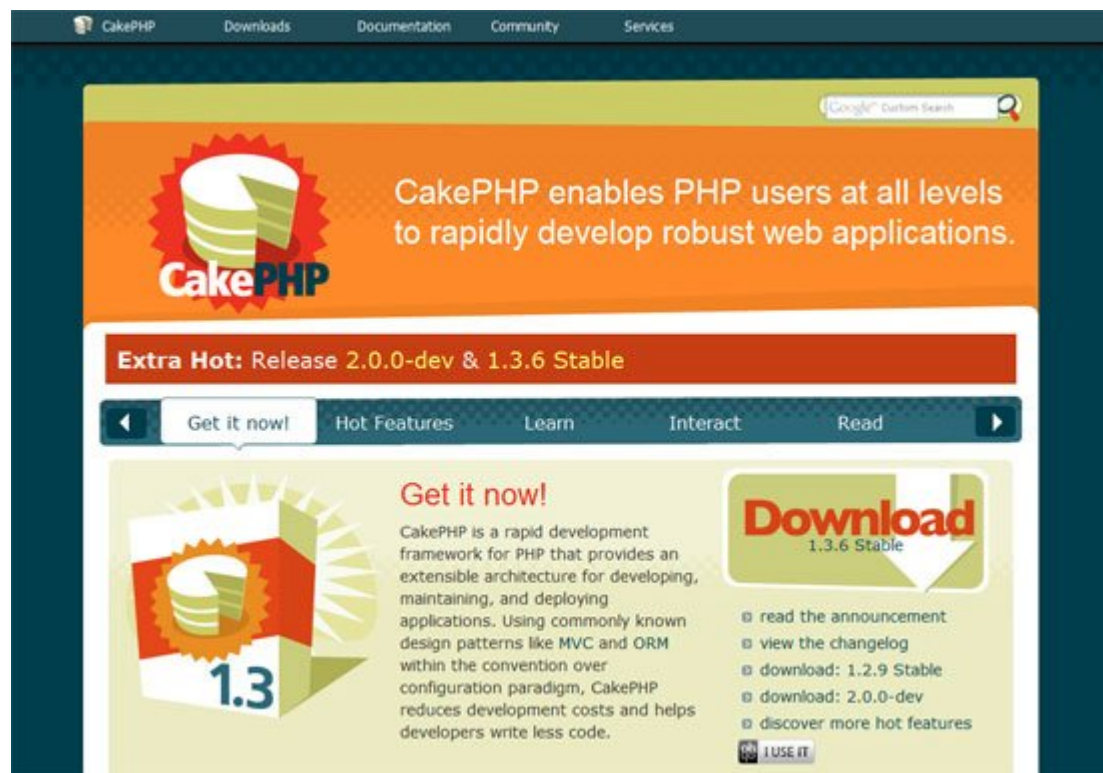 CakePHP Downloads Documentation Community Services
Google™ Custom Search
CakePHP
CakePHP enables PHP users at all levels
to rapidly develop robust web applications.
Extra Hot: Release 2.0.0-dev & 1.3.6 Stable
Get it now! Hot Features Learn Interact Read
1.3
Get it now!
CakePHP is a rapid development
framework for PHP that provides an
extensible architecture for developing,
maintaining, and deploying
applications. Using commonly known
design patterns like MVC and ORM
within the convention over
configuration paradigm, CakePHP
reduces development costs and helps
developers write less code.
Download
1.3.6 Stable
read the announcement
view the changelog
download: 1.2.9 Stable
download: 2.0.0-dev
discover more hot features
I USE IT